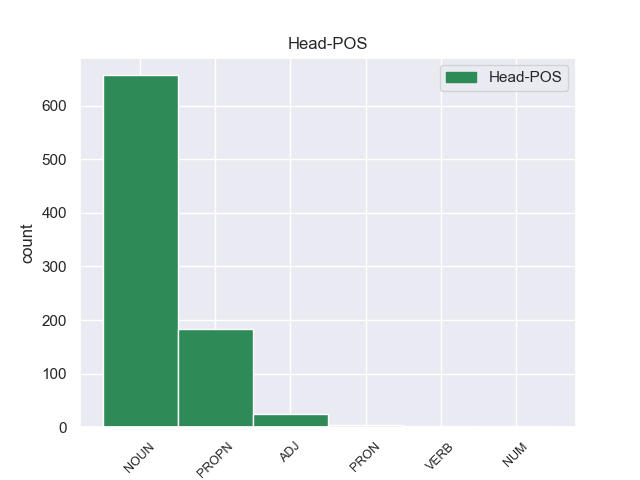 Head-POS
Head-POS
600
500
400
300
200
100
0
count
NOUN
PROPN
ADJ
PRON
VERB
NUM